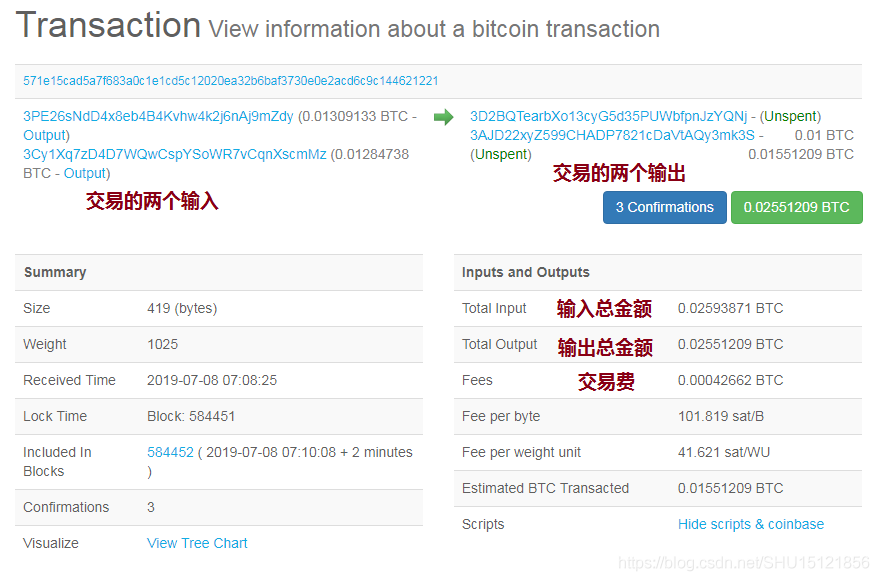 Transaction View information about a bitcoin transaction
571e15cad5a7f683a0c1e1cd5c12020ea32b6baf3730e0e2acd6c9c144621221
3PE26sNdD4x8eb4B4Kvhw4k2j6nAj9mZdy (0.01309133 BTC -
Output)
3Cy1Xq7zD4D7WQwCspYSoWR7vCqnXscmMz (0.01284738
BTC - Output)
交易的两个输入
3D2BQTearbXo13cyG5d35PUWbfpnJzYQNj - (Unspent)
3AJD22xyZ599CHADP7821cDaVtAQy3mk3S - 0.01 BTC
(Unspent) 0.01551209 BTC
交易的两个输出
3 Confirmations 0.02551209 BTC
Summary
Size 419 (bytes)
Weight 1025
Received Time 2019-07-08 07:08:25
Lock Time Block: 584451
Included In Blocks 584452 ( 2019-07-08 07:10:08 + 2 minutes
)
Confirmations 3
Visualize View Tree Chart
Inputs and Outputs
Total Input 输入总金额 0.02593871 BTC
Total Output 输出总金额 0.02551209 BTC
Fees 交易费 0.00042662 BTC
Fee per byte 101.819 sat/B
Fee per weight unit 41.621 sat/WU
Estimated BTC Transacted 0.01551209 BTC
Scripts Hide scripts & coinbase
https://blog.csdn.net/SHU15121856